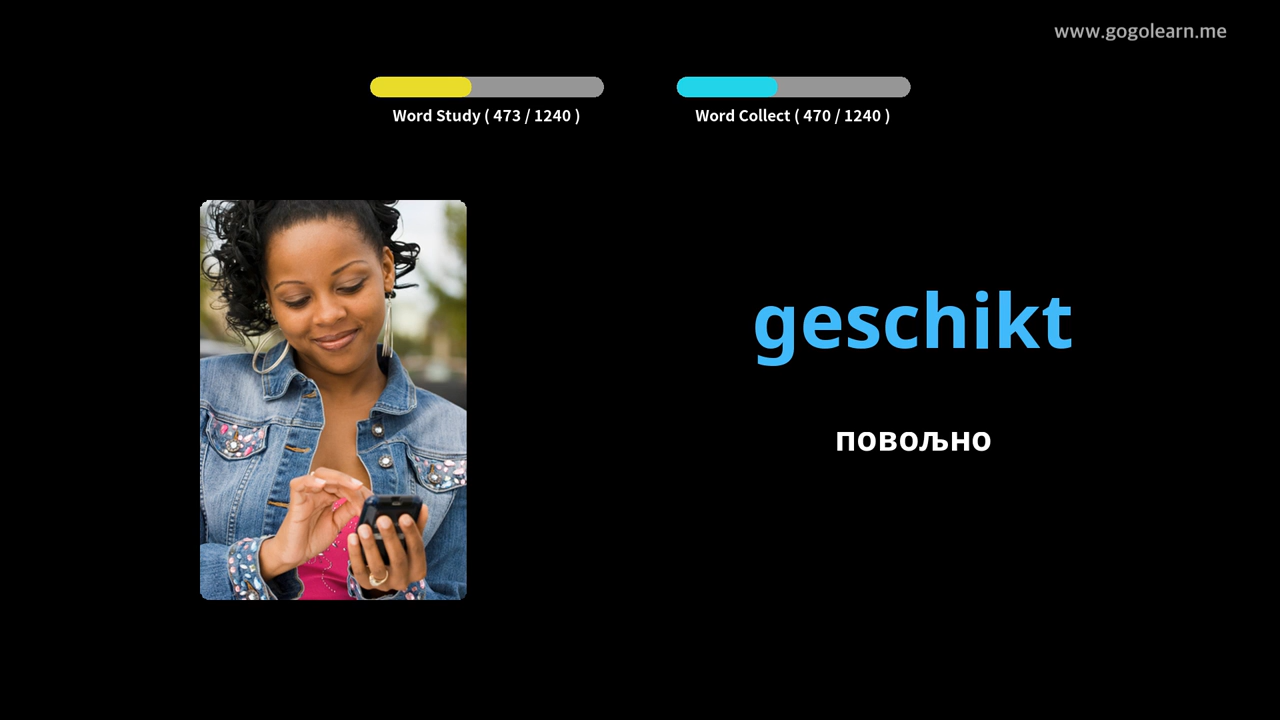 www.gogolearn.me
Word Study ( 473 / 1240 )
Word Collect ( 470 / 1240 )
geschikt
повољно